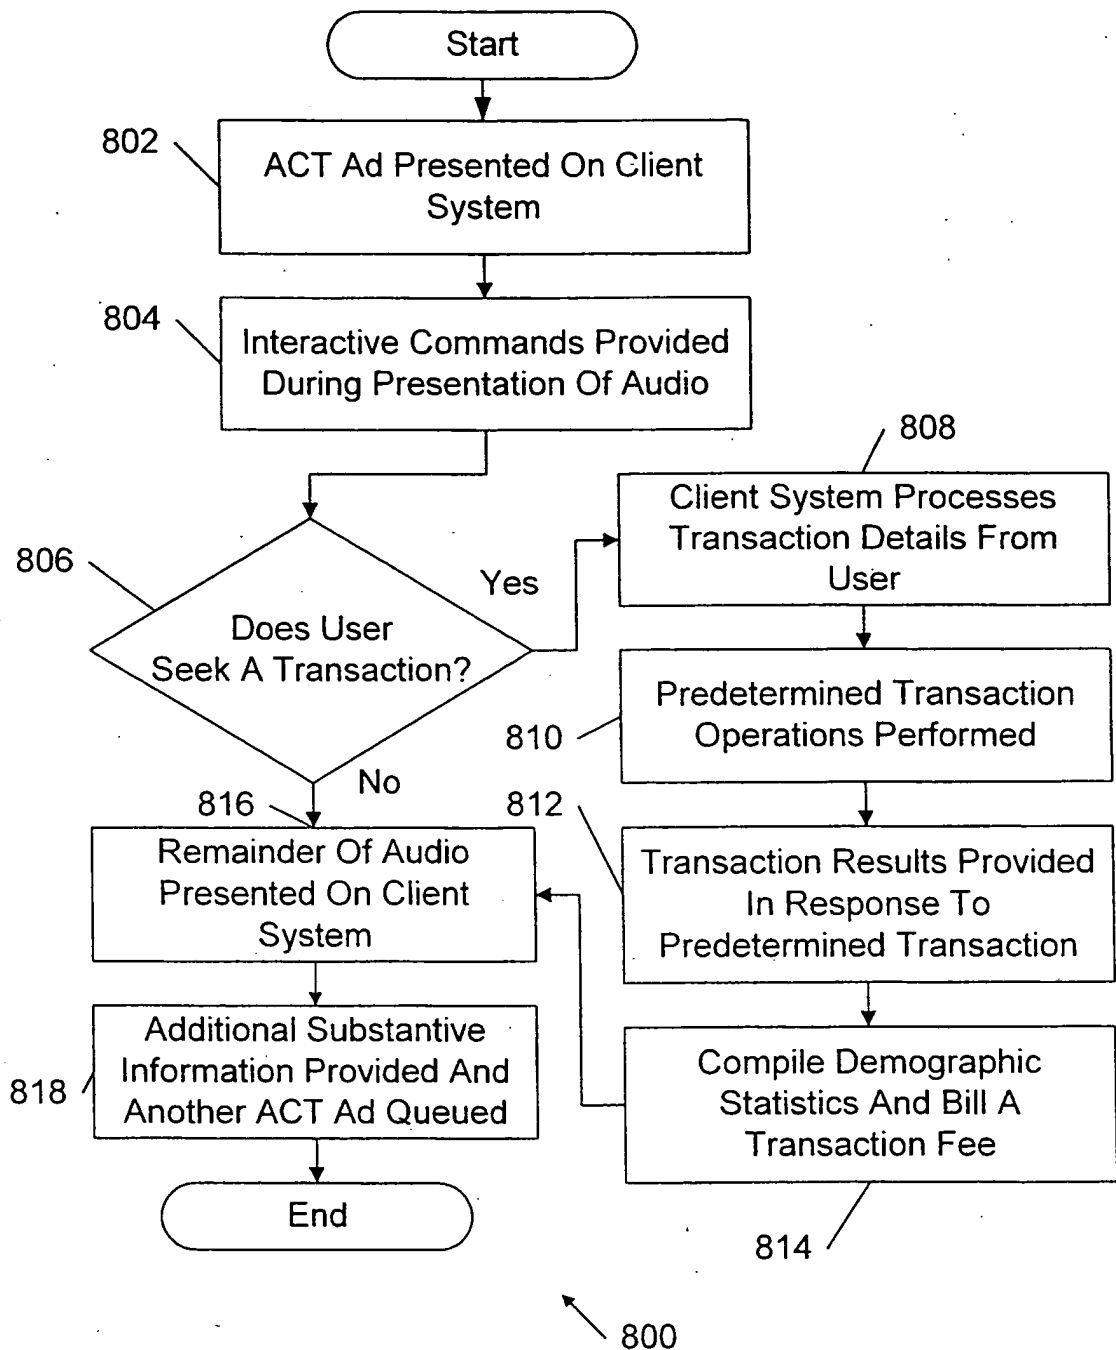 Start
802
ACT Ad Presented On Client
System
804
Interactive Commands Provided
During Presentation Of Audio
806
Does User
Seek A Transaction?
Yes
808
Client System Processes
Transaction Details From
User
810
Predetermined Transaction
Operations Performed
812
Transaction Results Provided
In Response To
Predetermined Transaction
814
Compile Demographic
Statistics And Bill A
Transaction Fee
No
816
Remainder Of Audio
Presented On Client
System
818
Additional Substantive
Information Provided And
Another ACT Ad Queued
End
800